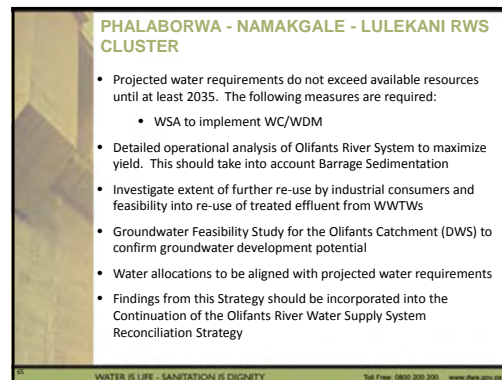 PHALABORWA - NAMAKGALE - LULEKANI RWS
CLUSTER
• Projected water requirements do not exceed available resources
until at least 2035. The following measures are required:
• WSA to implement WC/WDM
• Detailed operational analysis of Olifants River System to maximize
yield. This should take into account Barrage Sedimentation
• Investigate extent of further re-use by industrial consumers and
feasibility into re-use of treated effluent from WWTWs
• Groundwater Feasibility Study for the Olifants Catchment (DWS) to
confirm groundwater development potential
• Water allocations to be aligned with projected water requirements
• Findings from this Strategy should be incorporated into the
Continuation of the Olifants River Water Supply System
Reconciliation Strategy
65
WATER IS LIFE - SANITATION IS DIGNITY Toll Free: 0800 200 200 www.dws.gov.za